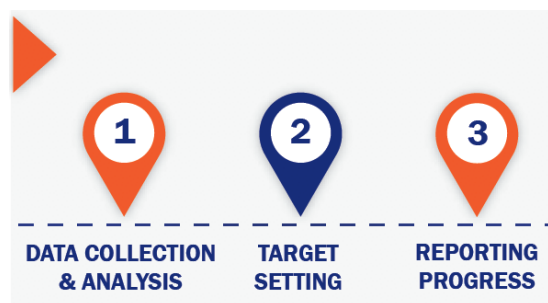 1
2
3
DATA COLLECTION
& ANALYSIS
TARGET
SETTING
REPORTING
PROGRESS